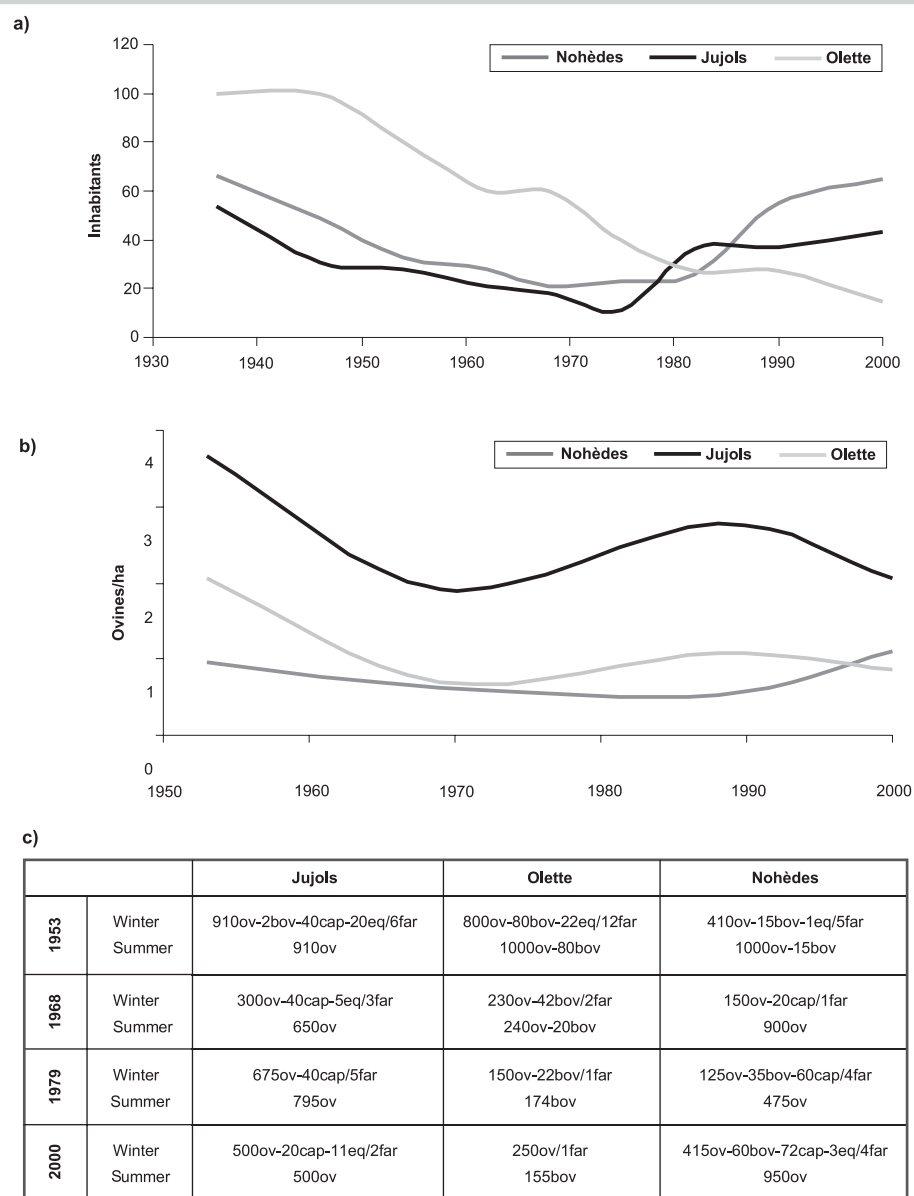 a)
120
100
80
60
40
20
0
Inhabitants
Nohèdes Jujols Olette
1930 1940 1950 1960 1970 1980 1990 2000
b)
4
3
2
1
0
Ovines/ha
Nohèdes Jujols Olette
1950 1960 1970 1980 1990 2000
c)
Jujols Olette Nohèdes
1953
Winter 910ov-2bov-40cap-20eq/6far 800ov-80bov-22eq/12far 410ov-15bov-1eq/5far
Summer 910ov 1000ov-80bov 1000ov-15bov
1968
Winter 300ov-40cap-5eq/3far 230ov-42bov/2far 150ov-20cap/1far
Summer 650ov 240ov-20bov 900ov
1979
Winter 675ov-40cap/5far 150ov-22bov/1far 125ov-35bov-60cap/4far
Summer 795ov 174bov 475ov
2000
Winter 500ov-20cap-11eq/2far 250ov/1far 415ov-60bov-72cap-3eq/4far
Summer 500ov 155bov 950ov